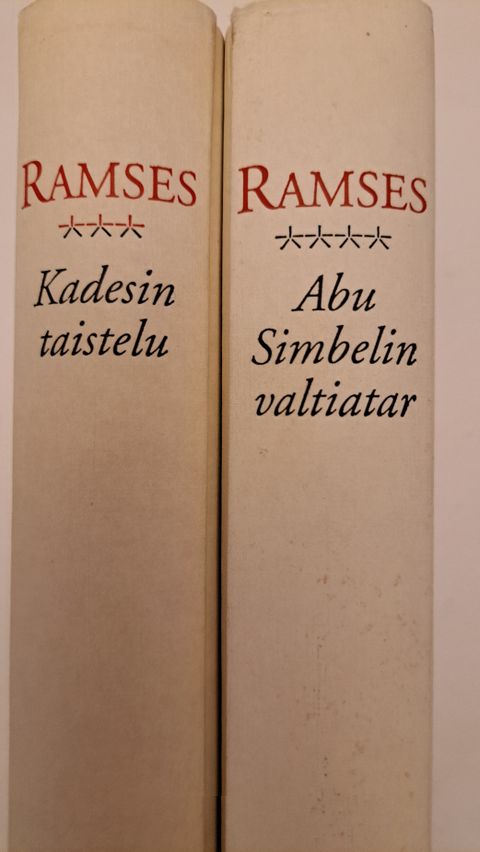 RAMSES
Kadesin
taistelu
RAMSES
Abu
Simbelin
valtiatar